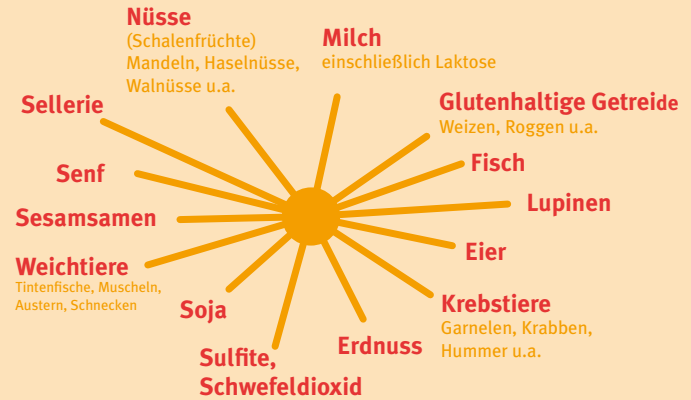 Nüsse
(Schalenfrüchte)
Mandeln, Haselnüsse,
Walnüsse u.a.
Milch
einschließlich Laktose
Glutenhaltige Getreide
Weizen, Roggen u.a.
Fisch
Lupinen
Eier
Krebstiere
Garnelen, Krabben,
Hummer u.a.
Erdnuss
Sulfite,
Schwefeldioxid
Soja
Weichtiere
Tintenfische, Muscheln,
Austern, Schnecken
Sesamsamen
Senf
Sellerie